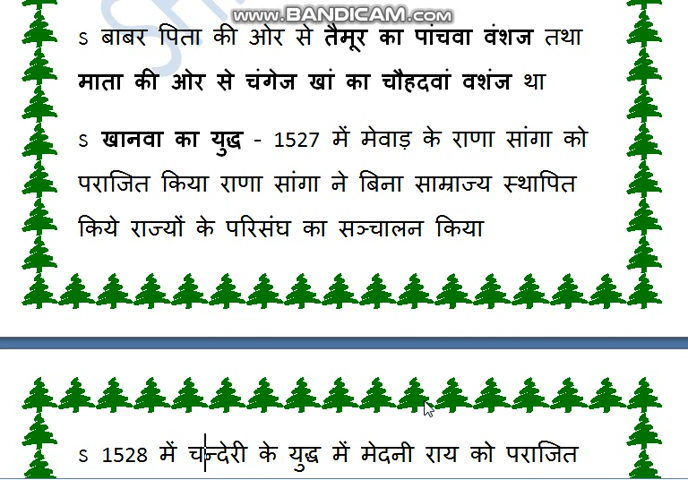 www.BANDICAM.com
s बाबर पिता की ओर से तैमूर का पांचवा वंशज तथा
माता की ओर से चंगेज खां का चौहदवां वशंज था
s खानवा का युद्ध - 1527 में मेवाड़ के राणा सांगा को
पराजित किया राणा सांगा ने बिना साम्राज्य स्थापित
किये राज्यों के परिसंघ का सञ्चालन किया
s 1528 में चन्देरी के युद्ध में मेदनी राय को पराजित